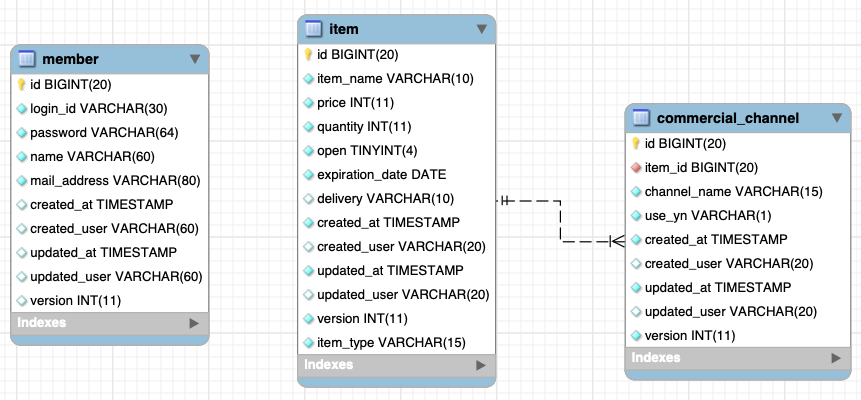 member
id BIGINT(20)
login_id VARCHAR(30)
password VARCHAR(64)
name VARCHAR(60)
mail_address VARCHAR(80)
created_at TIMESTAMP
created_user VARCHAR(60)
updated_at TIMESTAMP
updated_user VARCHAR(60)
version INT(11)
Indexes
item
id BIGINT(20)
item_name VARCHAR(10)
price INT(11)
quantity INT(11)
open TINYINT(4)
expiration_date DATE
delivery VARCHAR(10)
created_at TIMESTAMP
created_user VARCHAR(20)
updated_at TIMESTAMP
updated_user VARCHAR(20)
version INT(11)
item_type VARCHAR(15)
Indexes
commercial_channel
id BIGINT(20)
item_id BIGINT(20)
channel_name VARCHAR(15)
use_yn VARCHAR(1)
created_at TIMESTAMP
created_user VARCHAR(20)
updated_at TIMESTAMP
updated_user VARCHAR(20)
version INT(11)
Indexes